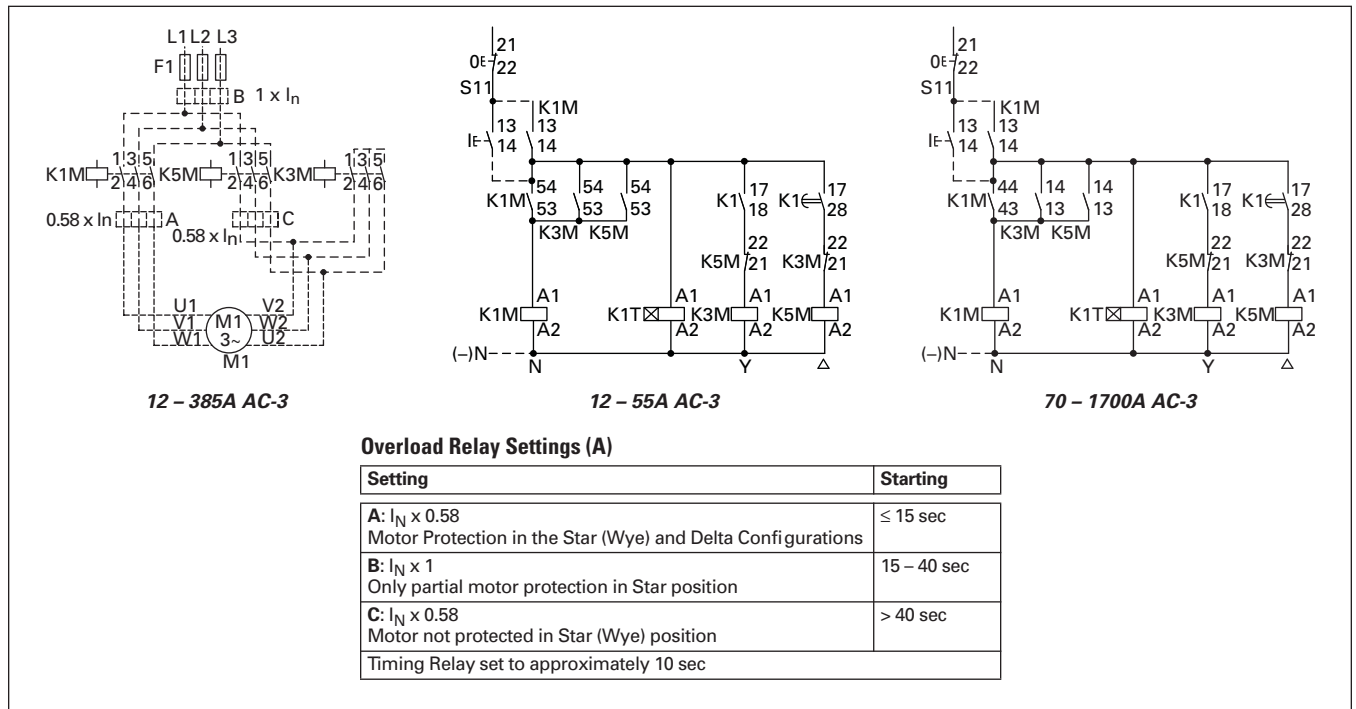 L1 L2 L3
F1
B 1 x In
1 3 5
K1M
2 4 6
1 3 5
K5M
2 4 6
1 3 5
K3M
2 4 6
0.58 x In
A
0.58 x In
C
U1
V1
W1
M1
3~
V2
W2
U2
M1
12 – 385A AC-3
21
0E
22
S11
K1M
13
IE
14
13
14
54
K1M
53
54
53
54
53
K3M K5M
17
K1
18
17
K1
28
22
K5M
21
22
K3M
21
A1
K1M
A2
A1
K1T
A2
A1
K3M
A2
A1
K5M
A2
(–)N
N Y △
12 – 55A AC-3
21
0E
22
S11
K1M
13
IE
14
13
14
44
K1M
43
14
13
14
13
K3M K5M
17
K1
18
17
K1
28
22
K5M
21
22
K3M
21
A1
K1M
A2
A1
K1T
A2
A1
K3M
A2
A1
K5M
A2
(–)N
N Y △
70 – 1700A AC-3
Overload Relay Settings (A)
Setting Starting
A: IN x 0.58 ≤ 15 sec
Motor Protection in the Star (Wye) and Delta Configurations
B: IN x 1 15 – 40 sec
Only partial motor protection in Star position
C: IN x 0.58 > 40 sec
Motor not protected in Star (Wye) position
Timing Relay set to approximately 10 sec